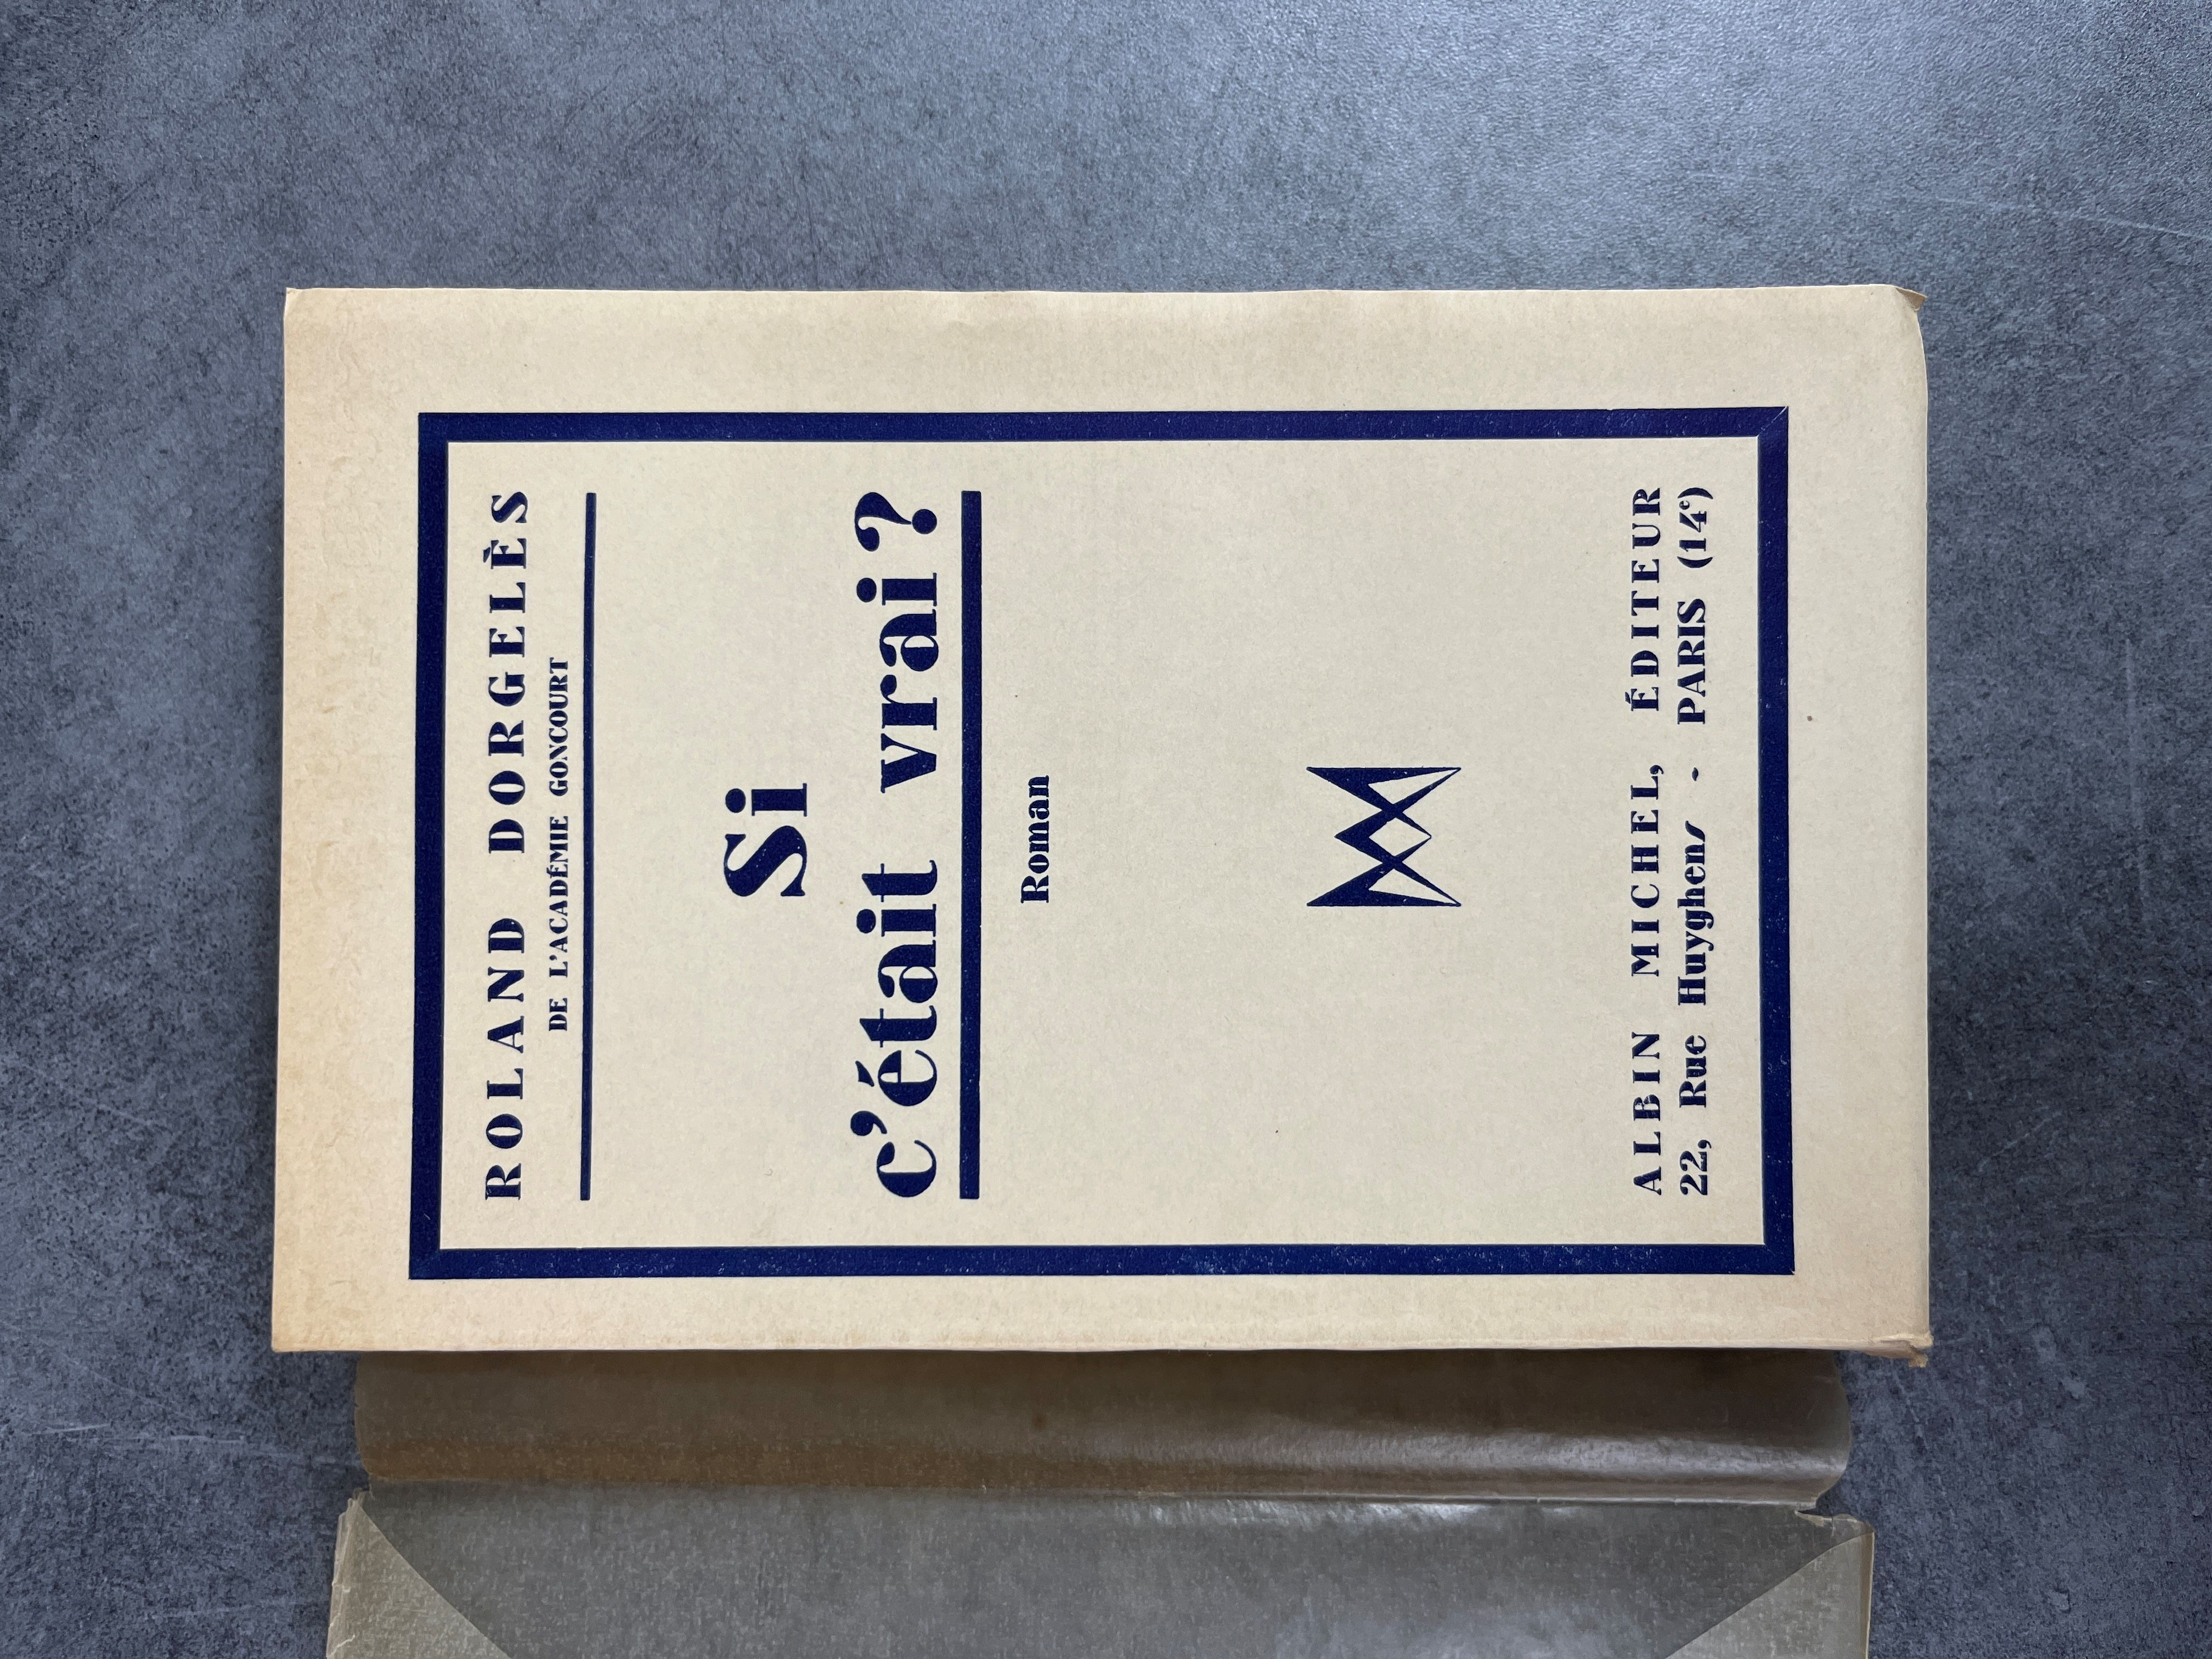 ROLAND DORGELÈS
DE L'ACADÉMIE GONCOURT
Si
c'était vrai ?
Roman
ALBIN MICHEL, ÉDITEUR
22, Rue Huyghens - PARIS (14e)